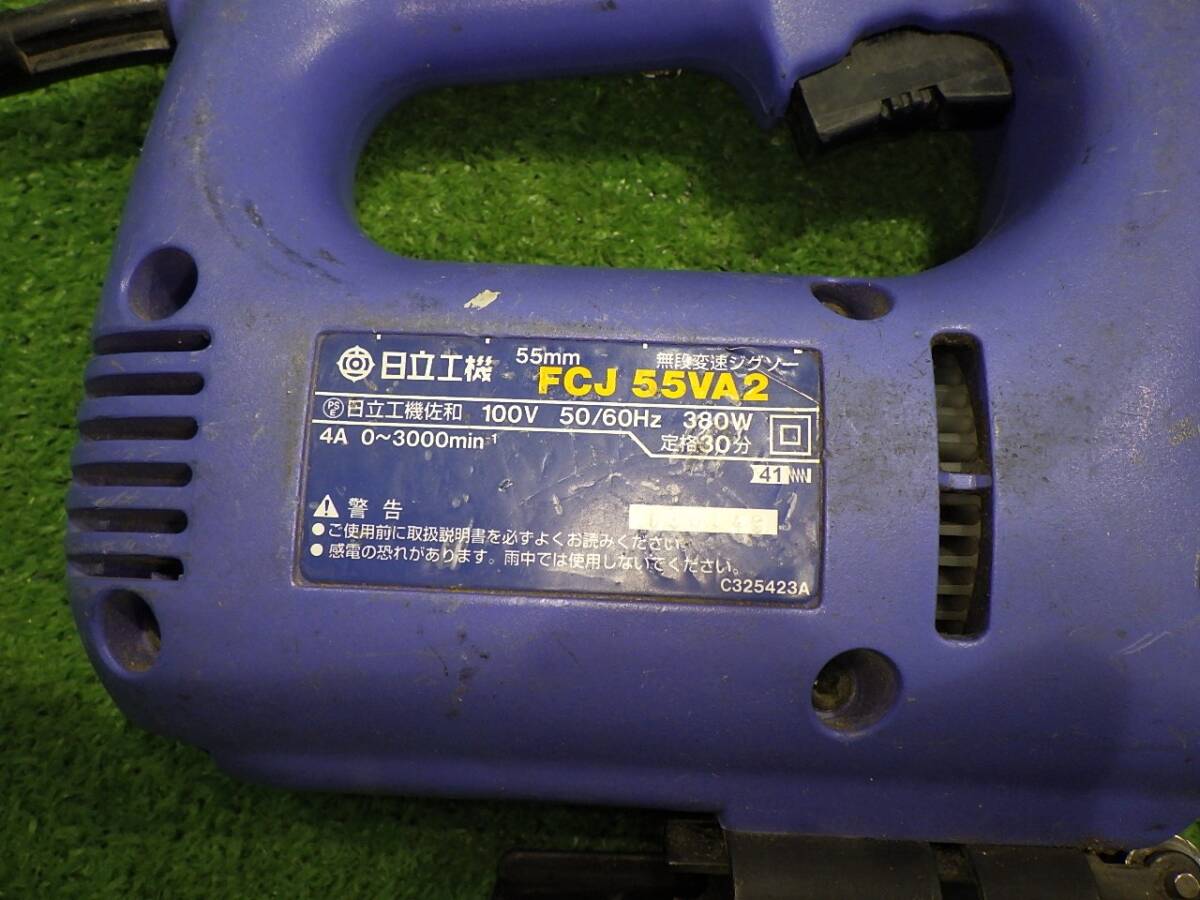 日立工機 55mm 無段変速ジグソー
FCJ 55VA2
PSE 日立工機佐和 100V 50/60Hz 380W
4A 0~3000min⁻¹ 定格30分
41
警告
●ご使用前に取扱説明書を必ずよくお読みください。
●感電の恐れがあります。雨中では使用しないでください。
C325423A